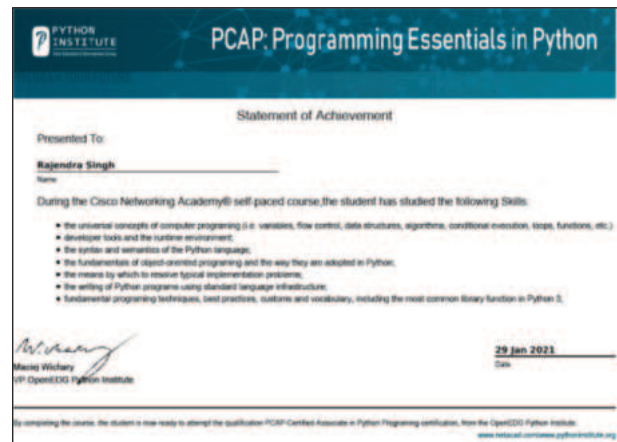 PYTHON
INSTITUTE
PCAP: Programming Essentials in Python
Statement of Achievement
Presented To:
Rajendra Singh
Name
During the Cisco Networking Academy® self-paced course,the student has studied the following Skills:
● the universal concepts of computer programing (i.e. variables, flow control, data structures, algorithms, conditional execution, loops, functions, etc.)
● developer tools and the runtime environment;
● the syntax and semantics of the Python language;
● the fundamentals of object-oriented programing and the way they are adopted in Python;
● the means by which to resolve typical implementation problems;
● the writing of Python programs using standard language infrastructure;
● fundamental programing techniques, best practices, customs and vocabulary, including the most common library function in Python 3;
Maciej Wichary
VP OpenEDG Python Institute
29 Jan 2021
Date
By completing the course, the student is now ready to attempt the qualification PCAP-Certified Associate in Python Programing certification, from the OpenEDG Python Institute.
www.netacad.com/www.pythoninstitute.org